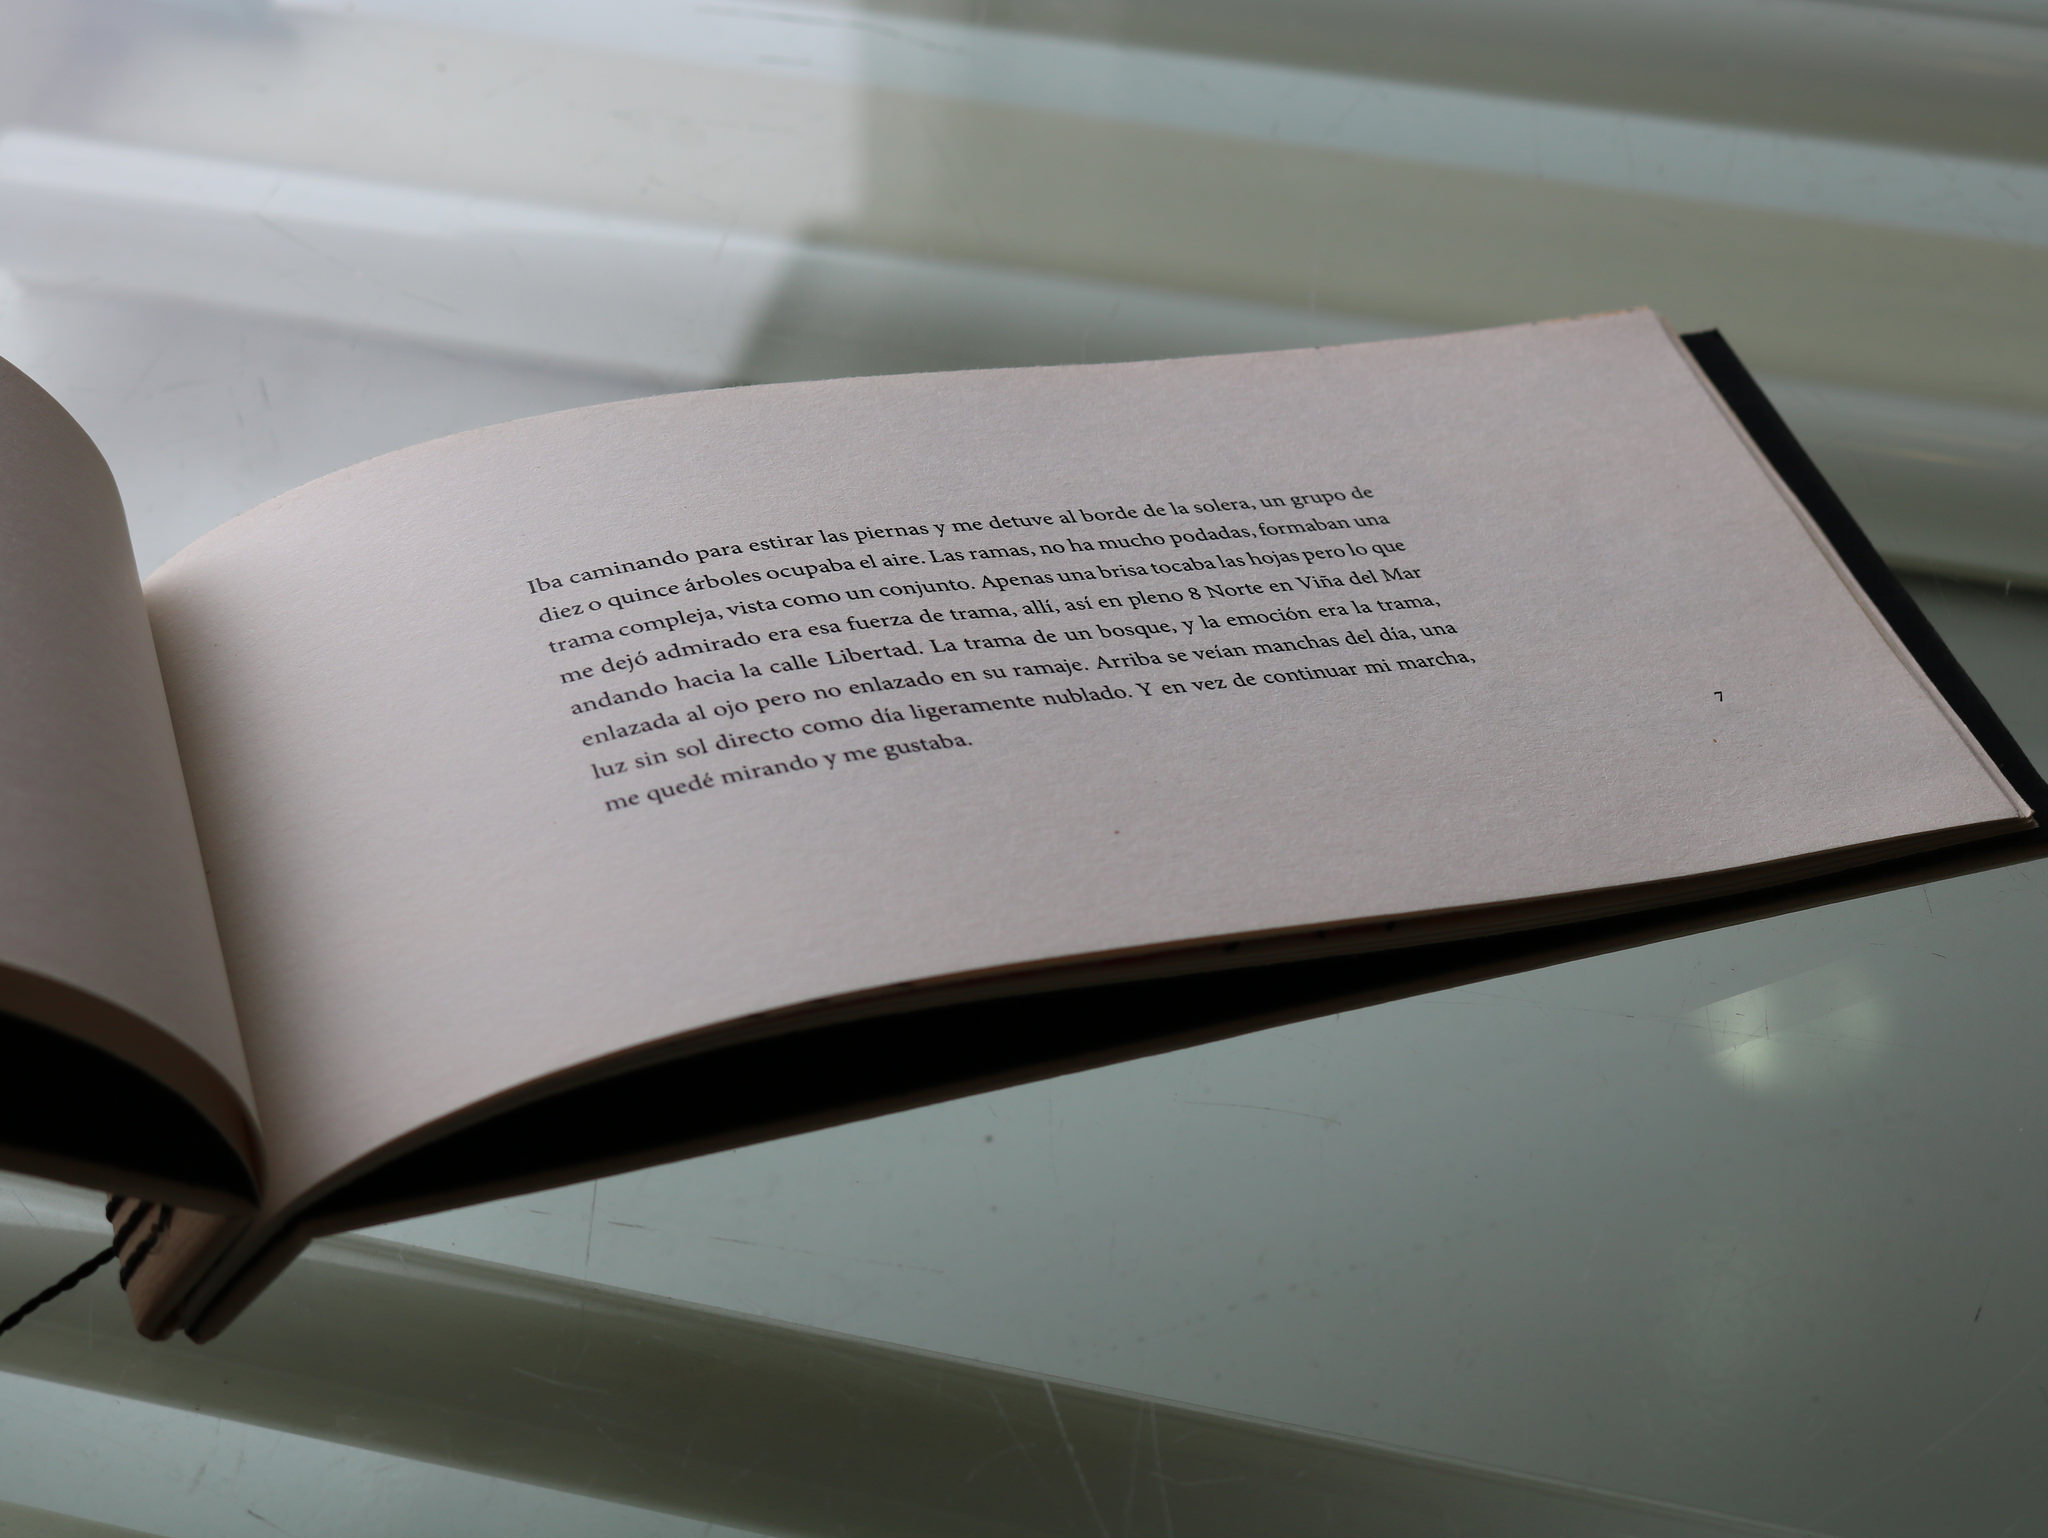 Iba caminando para estirar las piernas y me detuve al borde de la solera, un grupo de
diez o quince árboles ocupaba el aire. Las ramas, no ha mucho podadas, formaban una
trama compleja, vista como un conjunto. Apenas una brisa tocaba las hojas pero lo que
me dejó admirado era esa fuerza de trama, allí, así en pleno 8 Norte en Viña del Mar
andando hacia la calle Libertad. La trama de un bosque, y la emoción era la trama,
enlazada al ojo pero no enlazado en su ramaje. Arriba se veían manchas del día, una
luz sin sol directo como día ligeramente nublado. Y en vez de continuar mi marcha,
me quedé mirando y me gustaba.
7